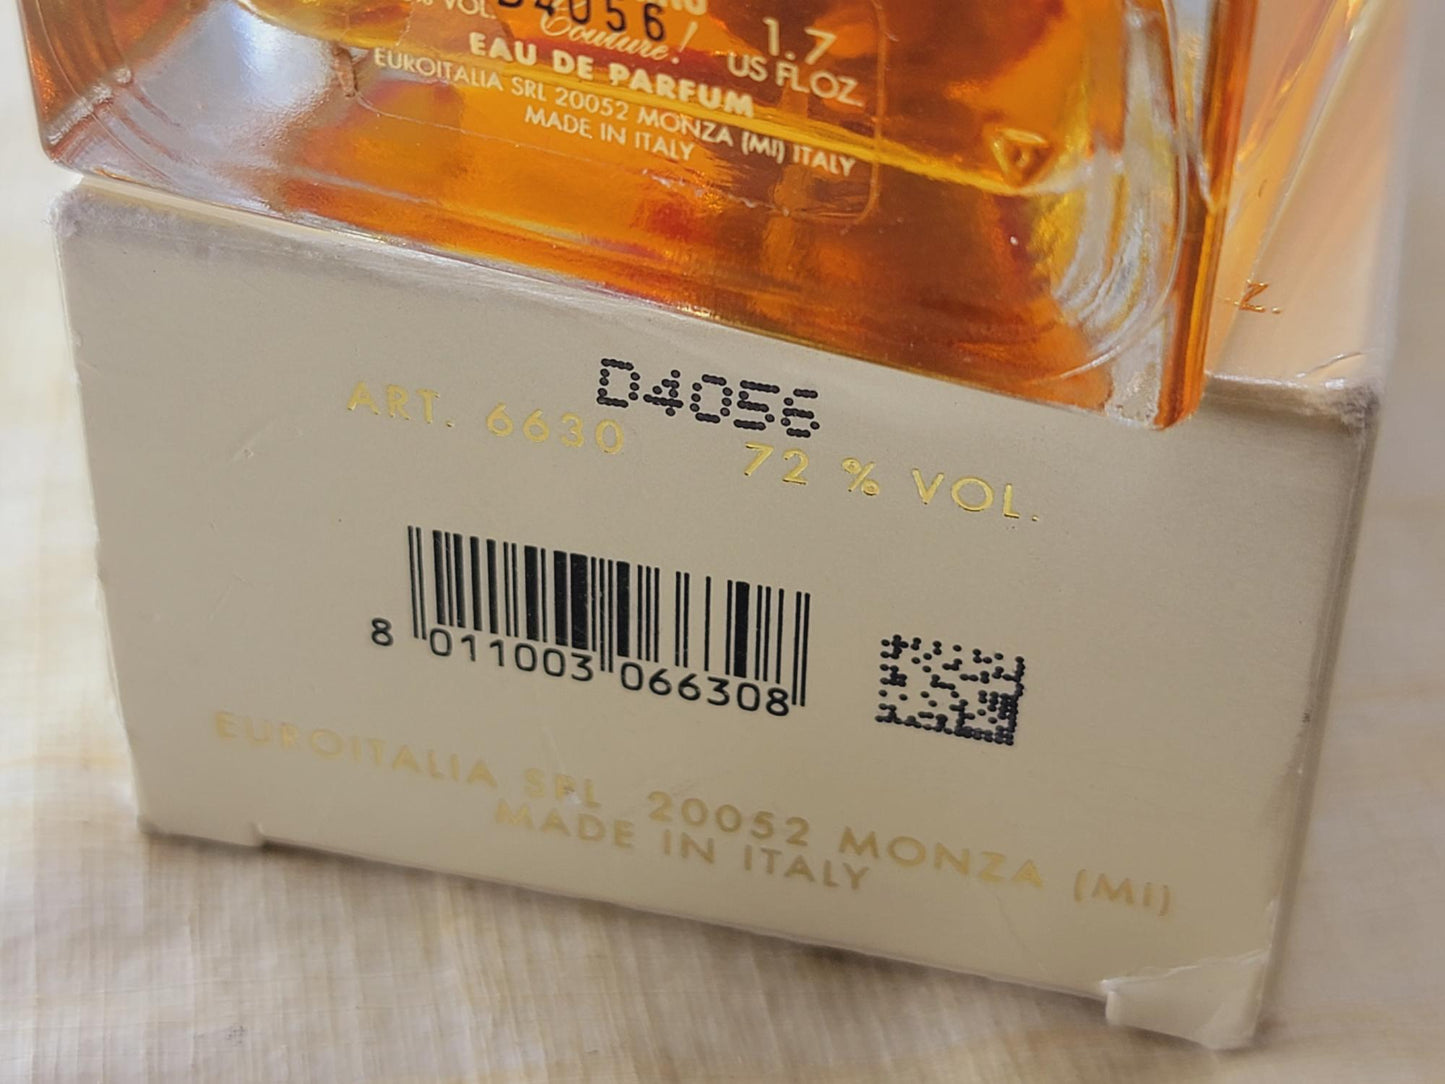 % VOL. D4056
Couture!
EAU DE PARFUM
1.7
US FL.OZ.
EUROITALIA SRL 20052 MONZA (MI) ITALY
MADE IN ITALY
Z.
D4056
ART. 6630 72 % VOL.
8 011003 066308
EUROITALIA SRL 20052 MONZA (MI)
MADE IN ITALY